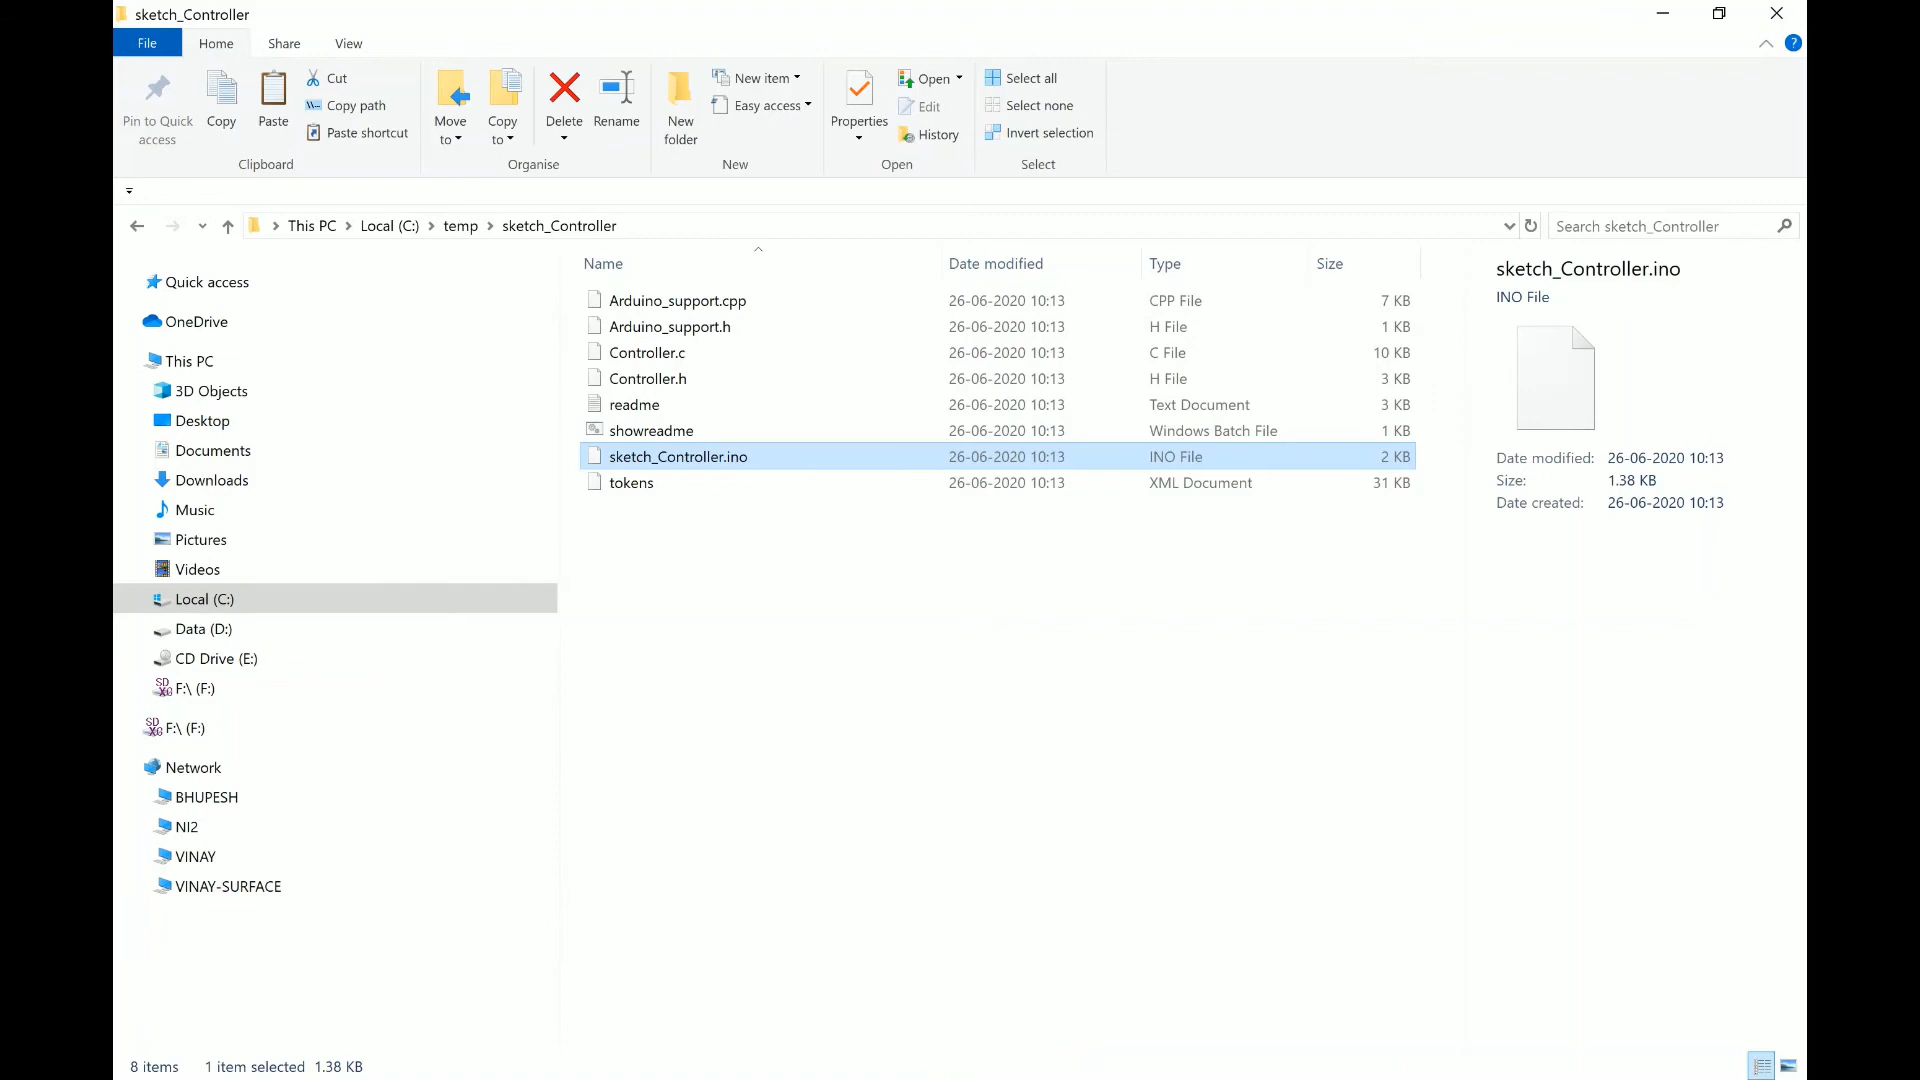 sketch_Controller
File Home Share View
Pin to Quick access
Copy
Paste
Cut
Copy path
Paste shortcut
Clipboard
Move to
Copy to
Delete
Rename
Organise
New folder
New item
Easy access
New
Properties
Open
Edit
History
Open
Select all
Select none
Invert selection
Select
This PC Local (C:) temp sketch_Controller
Search sketch_Controller
Quick access
OneDrive
This PC
3D Objects
Desktop
Documents
Downloads
Music
Pictures
Videos
Local (C:)
Data (D:)
CD Drive (E:)
F:\ (F:)
F:\ (F:)
Network
BHUPESH
NI2
VINAY
VINAY-SURFACE
Name Date modified Type Size
Arduino_support.cpp 26-06-2020 10:13 CPP File 7 KB
Arduino_support.h 26-06-2020 10:13 H File 1 KB
Controller.c 26-06-2020 10:13 C File 10 KB
Controller.h 26-06-2020 10:13 H File 3 KB
readme 26-06-2020 10:13 Text Document 3 KB
showreadme 26-06-2020 10:13 Windows Batch File 1 KB
sketch_Controller.ino 26-06-2020 10:13 INO File 2 KB
tokens 26-06-2020 10:13 XML Document 31 KB
sketch_Controller.ino
INO File
Date modified: 26-06-2020 10:13
Size: 1.38 KB
Date created: 26-06-2020 10:13
8 items 1 item selected 1.38 KB